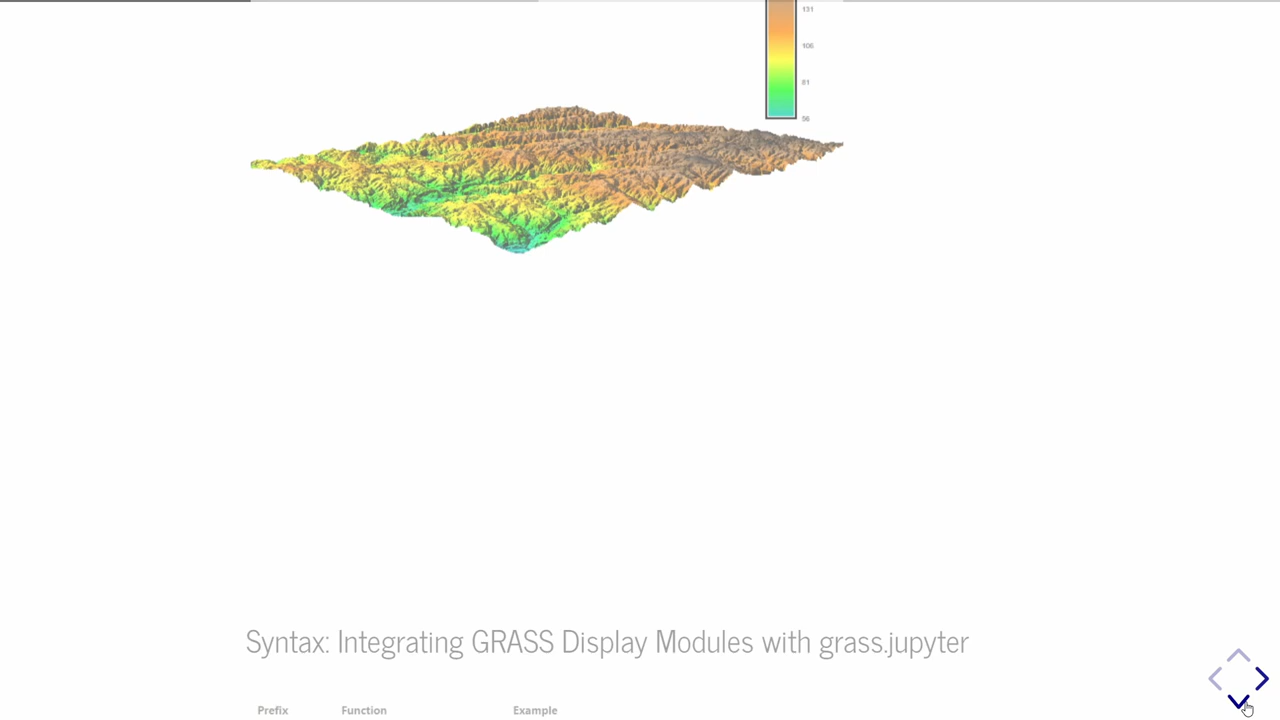 131
106
81
56
Syntax: Integrating GRASS Display Modules with grass.jupyter
Prefix Function Example